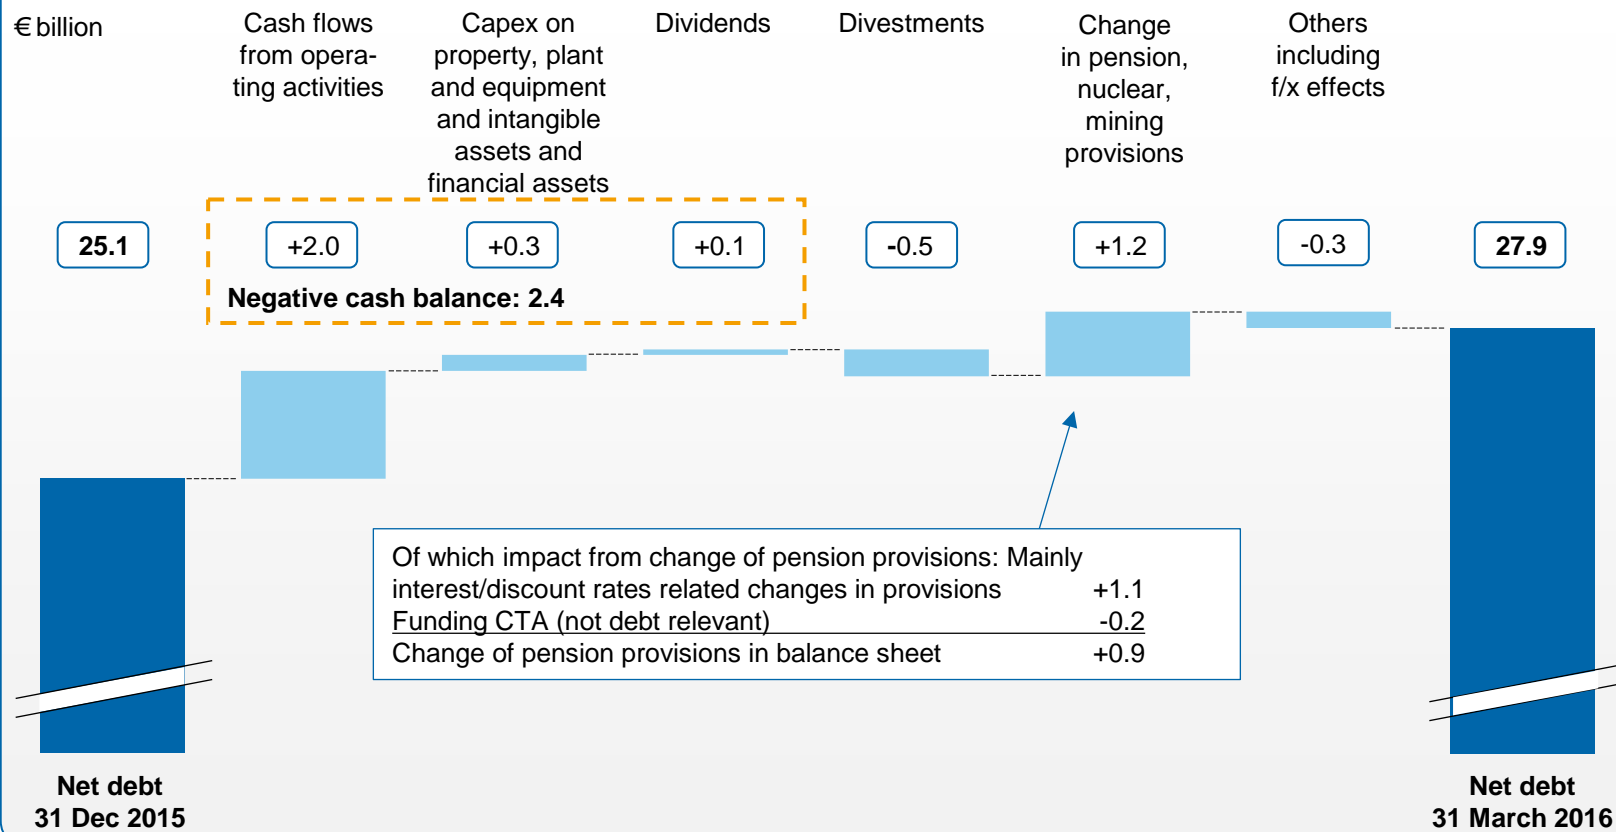 € billion
Cash flows
from opera-
ting activities
Capex on
property, plant
and equipment
and intangible
assets and
financial assets
Dividends
Divestments
Change
in pension,
nuclear,
mining
provisions
Others
including
f/x effects
25.1
+2.0
+0.3
+0.1
-0.5
+1.2
-0.3
27.9
Negative cash balance: 2.4
Of which impact from change of pension provisions: Mainly
interest/discount rates related changes in provisions +1.1
Funding CTA (not debt relevant) -0.2
Change of pension provisions in balance sheet +0.9
Net debt
31 Dec 2015
Net debt
31 March 2016